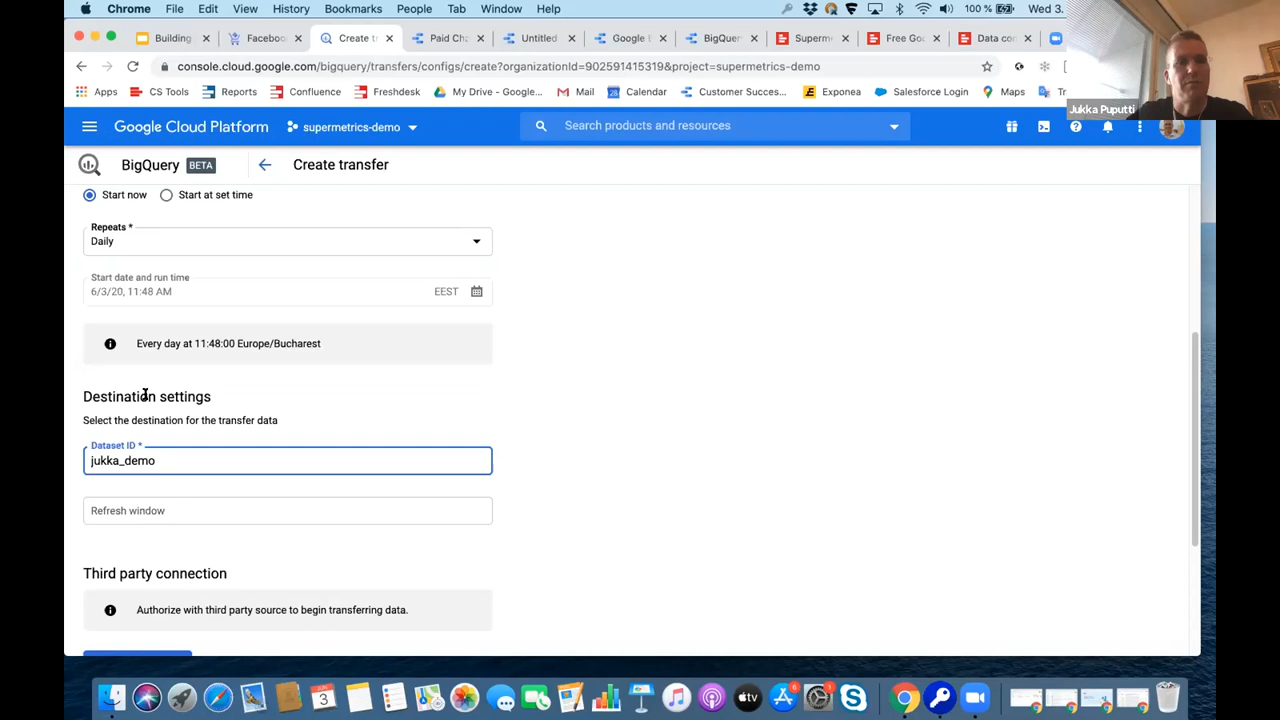 Chrome File Edit View History Bookmarks People Tab Window Help 100 % Wed 3.
Building Facebo Create t Paid Ch Untitled Google BigQuer Superm Free Go Data co
console.cloud.google.com/bigquery/transfers/configs/create?organizationId=902591415319&project=supermetrics-demo
Apps CS Tools Reports Confluence Freshdesk My Drive - Google... Mail Calendar Customer Succes... Exponea Salesforce Login Maps Tr
Jukka Puputti
Google Cloud Platform supermetrics-demo Search products and resources
BigQuery BETA Create transfer
Start now Start at set time
Repeats *
Daily
Start date and run time
6/3/20, 11:48 AM EEST
Every day at 11:48:00 Europe/Bucharest
Destination settings
Select the destination for the transfer data
Dataset ID *
jukka_demo
Refresh window
Third party connection
Authorize with third party source to begin transferring data.
tv